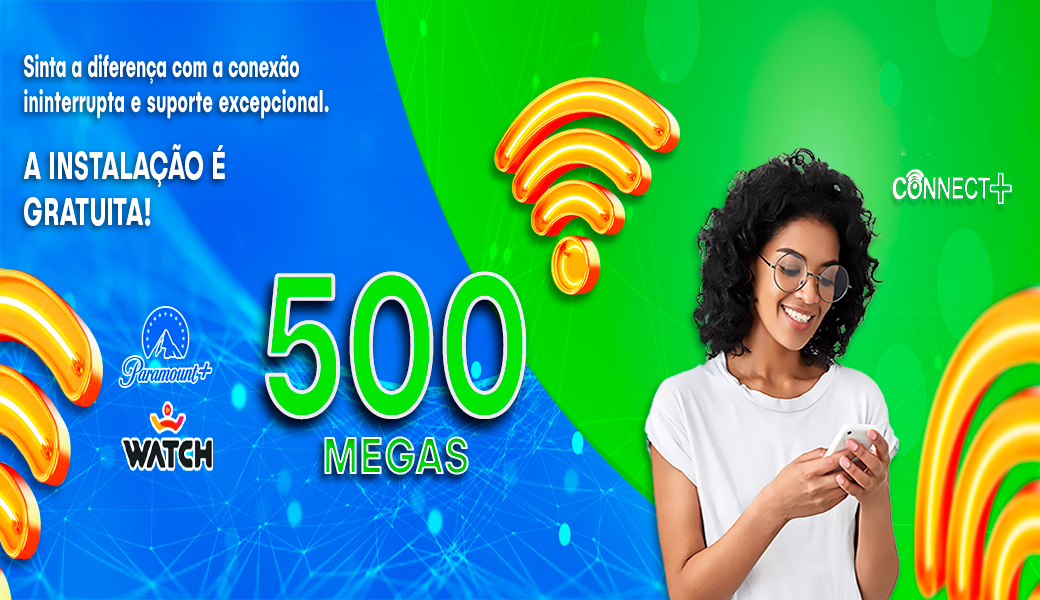 Sinta a diferença com a conexão
ininterrupta e suporte excepcional.
A INSTALAÇÃO É
GRATUITA!
CONNECT+
500
MEGAS
Paramount+
WATCH